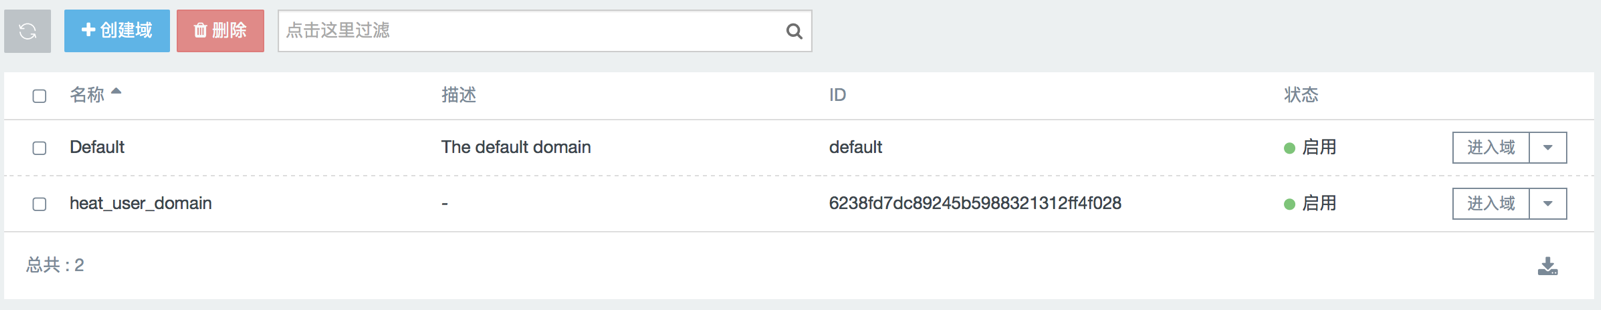 创建域 删除 点击这里过滤
名称 描述 ID 状态
Default The default domain default 启用 进入域
heat_user_domain - 6238fd7dc89245b5988321312ff4f028 启用 进入域
总共 : 2